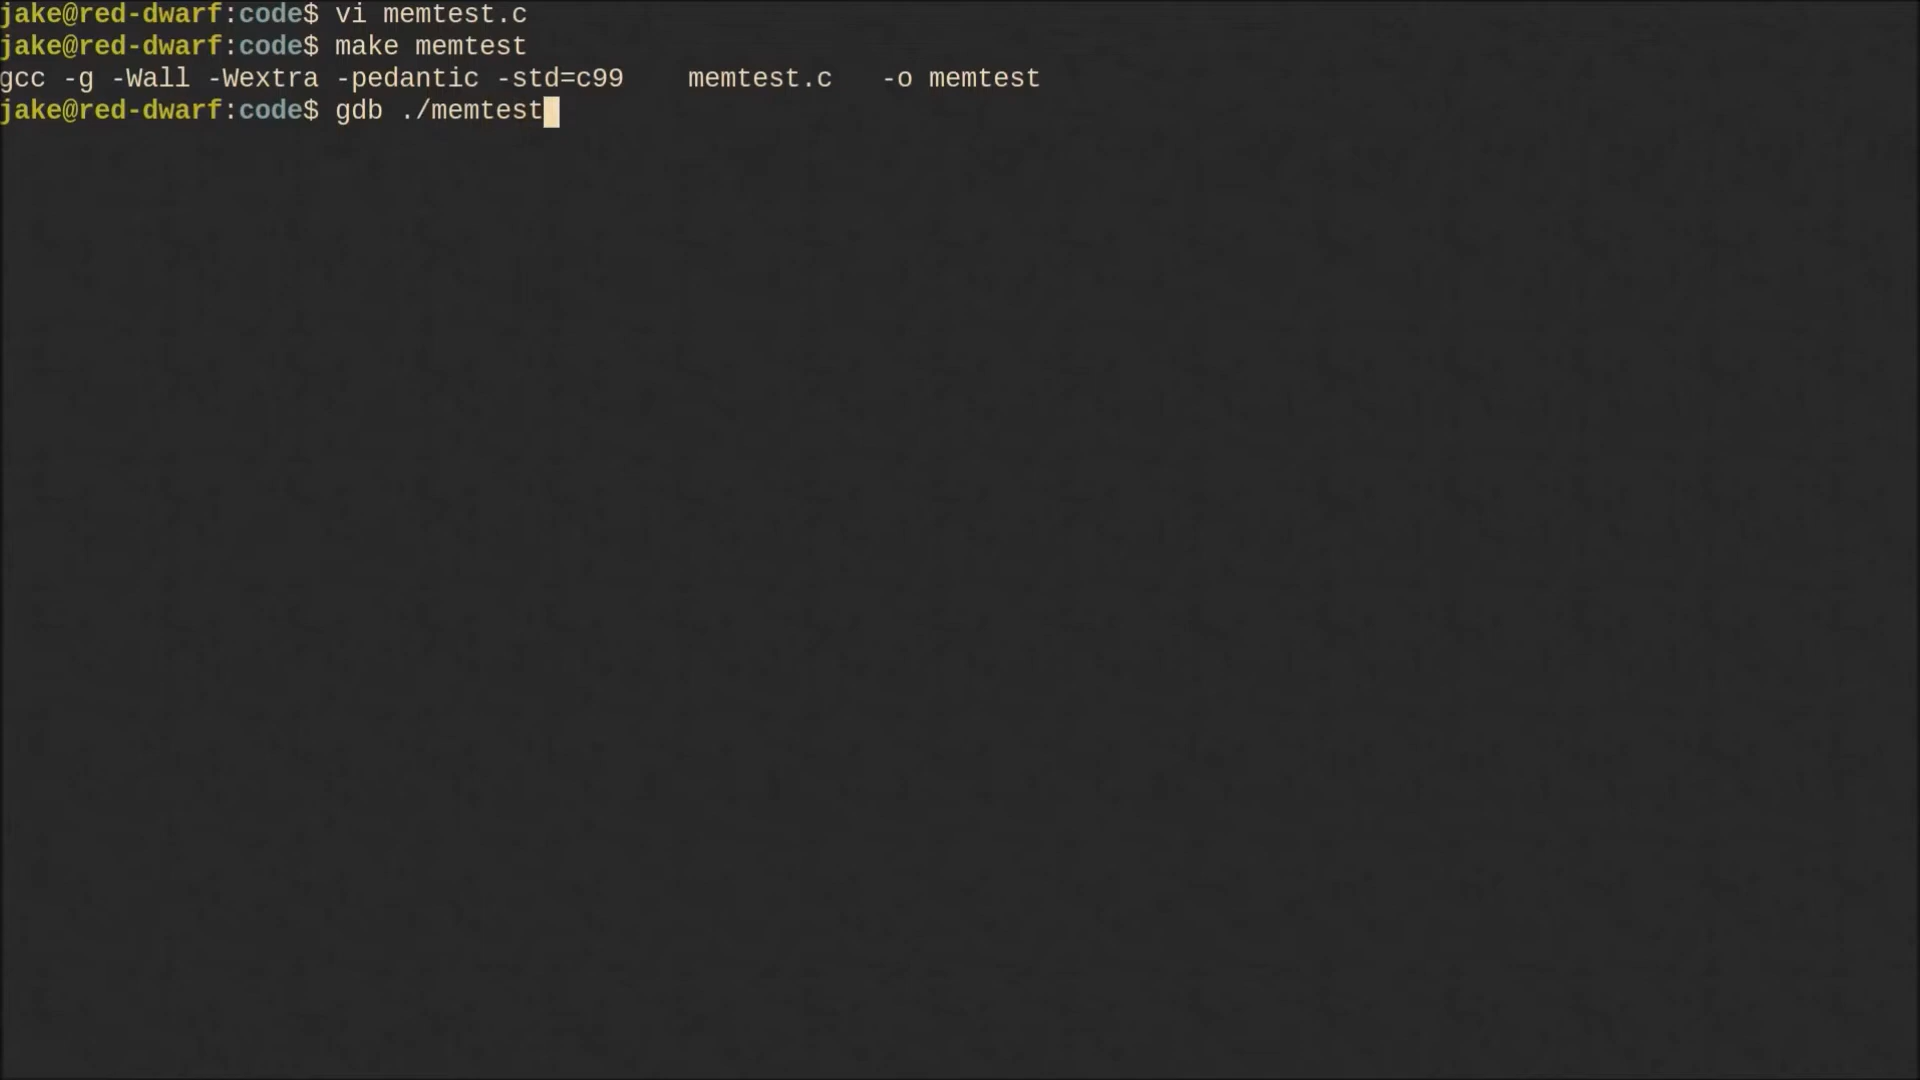 jake@red-dwarf:code$ vi memtest.c
jake@red-dwarf:code$ make memtest
gcc -g -Wall -Wextra -pedantic -std=c99    memtest.c   -o memtest
jake@red-dwarf:code$ gdb ./memtest